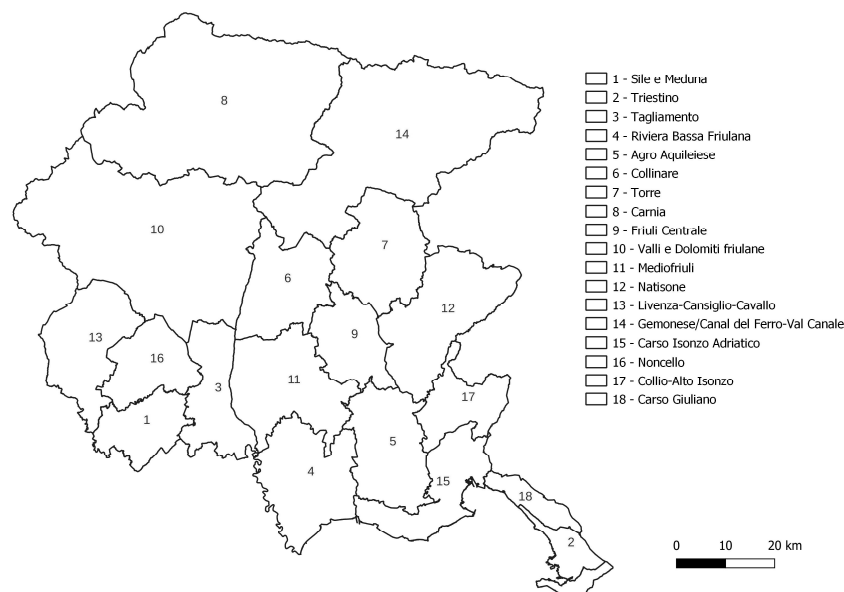 8
14
10
7
6
12
13
9
16
11
3
17
1
5
4
15
18
2
1 - Sile e Meduna
2 - Triestino
3 - Tagliamento
4 - Riviera Bassa Friulana
5 - Agro Aquileiese
6 - Collinare
7 - Torre
8 - Carnia
9 - Friuli Centrale
10 - Valli e Dolomiti friulane
11 - Mediofriuli
12 - Natisone
13 - Livenza-Cansiglio-Cavallo
14 - Gemonese/Canal del Ferro-Val Canale
15 - Carso Isonzo Adriatico
16 - Noncello
17 - Collio-Alto Isonzo
18 - Carso Giuliano
0 10 20 km